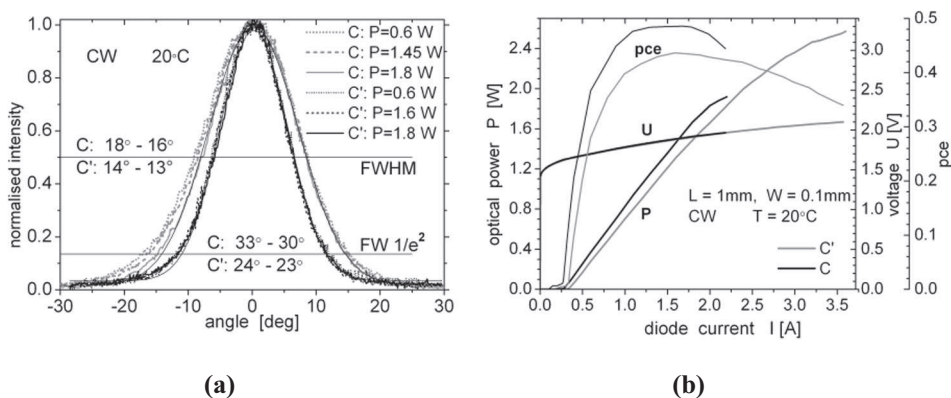 1.0
0.8
0.6
0.4
0.2
0.0
normalised intensity
CW 20°C
C: P=0.6 W
C: P=1.45 W
C: P=1.8 W
C': P=0.6 W
C': P=1.6 W
C': P=1.8 W
C: 18° - 16°
C': 14° - 13°
FWHM
C: 33° - 30°
C': 24° - 23°
FW 1/e²
-30 -20 -10 0 10 20 30
angle [deg]
(a)
2.4
2.0
1.6
1.2
0.8
0.4
0.0
optical power P [W]
pce
U
P
L = 1mm, W = 0.1mm
CW T = 20°C
C'
C
0.0 0.5 1.0 1.5 2.0 2.5 3.0 3.5
diode current I [A]
3.0
2.5
2.0
1.5
1.0
0.5
0.0
voltage U [V]
0.5
0.4
0.3
0.2
0.1
0.0
pce
(b)